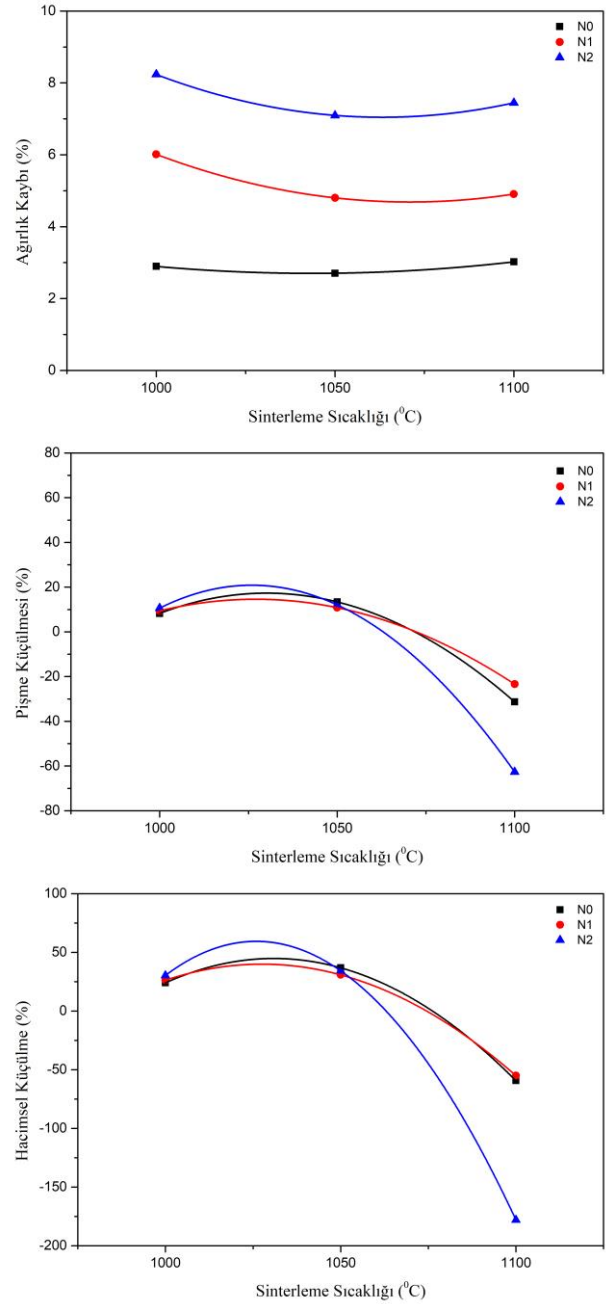 10
8
6
4
2
0
Ağırlık Kaybı (%)
N0
N1
N2
1000
1050
1100
Sinterleme Sıcaklığı (⁰C)
80
60
40
20
0
-20
-40
-60
-80
Pişme Küçülmesi (%)
N0
N1
N2
1000
1050
1100
Sinterleme Sıcaklığı (⁰C)
100
50
0
-50
-100
-150
-200
Hacimsel Küçülme (%)
N0
N1
N2
1000
1050
1100
Sinterleme Sıcaklığı (⁰C)